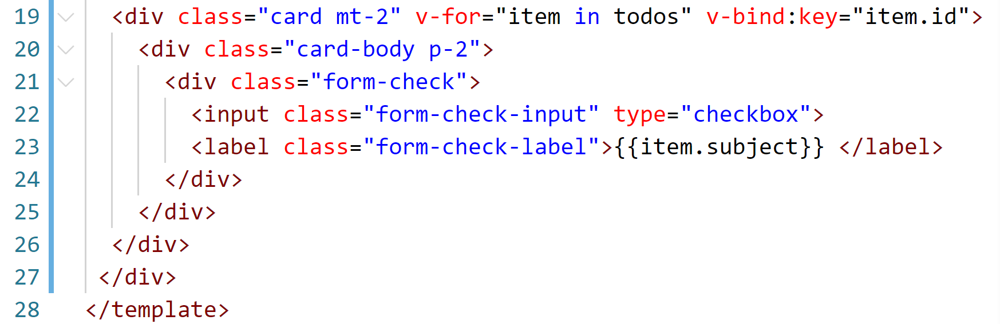 19 <div class="card mt-2" v-for="item in todos" v-bind:key="item.id">
20 <div class="card-body p-2">
21 <div class="form-check">
22 <input class="form-check-input" type="checkbox">
23 <label class="form-check-label">{{item.subject}} </label>
24 </div>
25 </div>
26 </div>
27 </div>
28 </template>